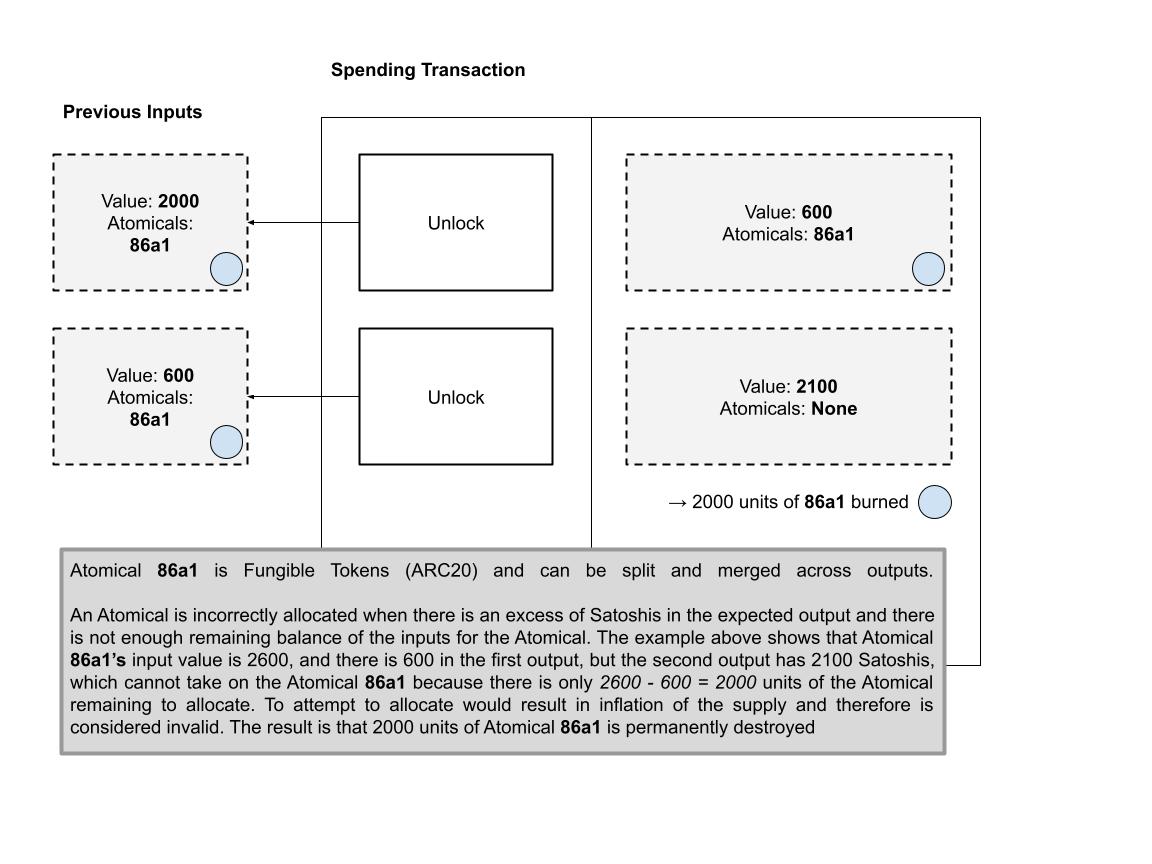 Spending Transaction
Previous Inputs
Value: 2000
Atomicals:
86a1
Unlock
Value: 600
Atomicals: 86a1
Value: 600
Atomicals:
86a1
Unlock
Value: 2100
Atomicals: None
→ 2000 units of 86a1 burned
Atomical 86a1 is Fungible Tokens (ARC20) and can be split and merged across outputs.
An Atomical is incorrectly allocated when there is an excess of Satoshis in the expected output and there
is not enough remaining balance of the inputs for the Atomical. The example above shows that Atomical
86a1’s input value is 2600, and there is 600 in the first output, but the second output has 2100 Satoshis,
which cannot take on the Atomical 86a1 because there is only 2600 - 600 = 2000 units of the Atomical
remaining to allocate. To attempt to allocate would result in inflation of the supply and therefore is
considered invalid. The result is that 2000 units of Atomical 86a1 is permanently destroyed